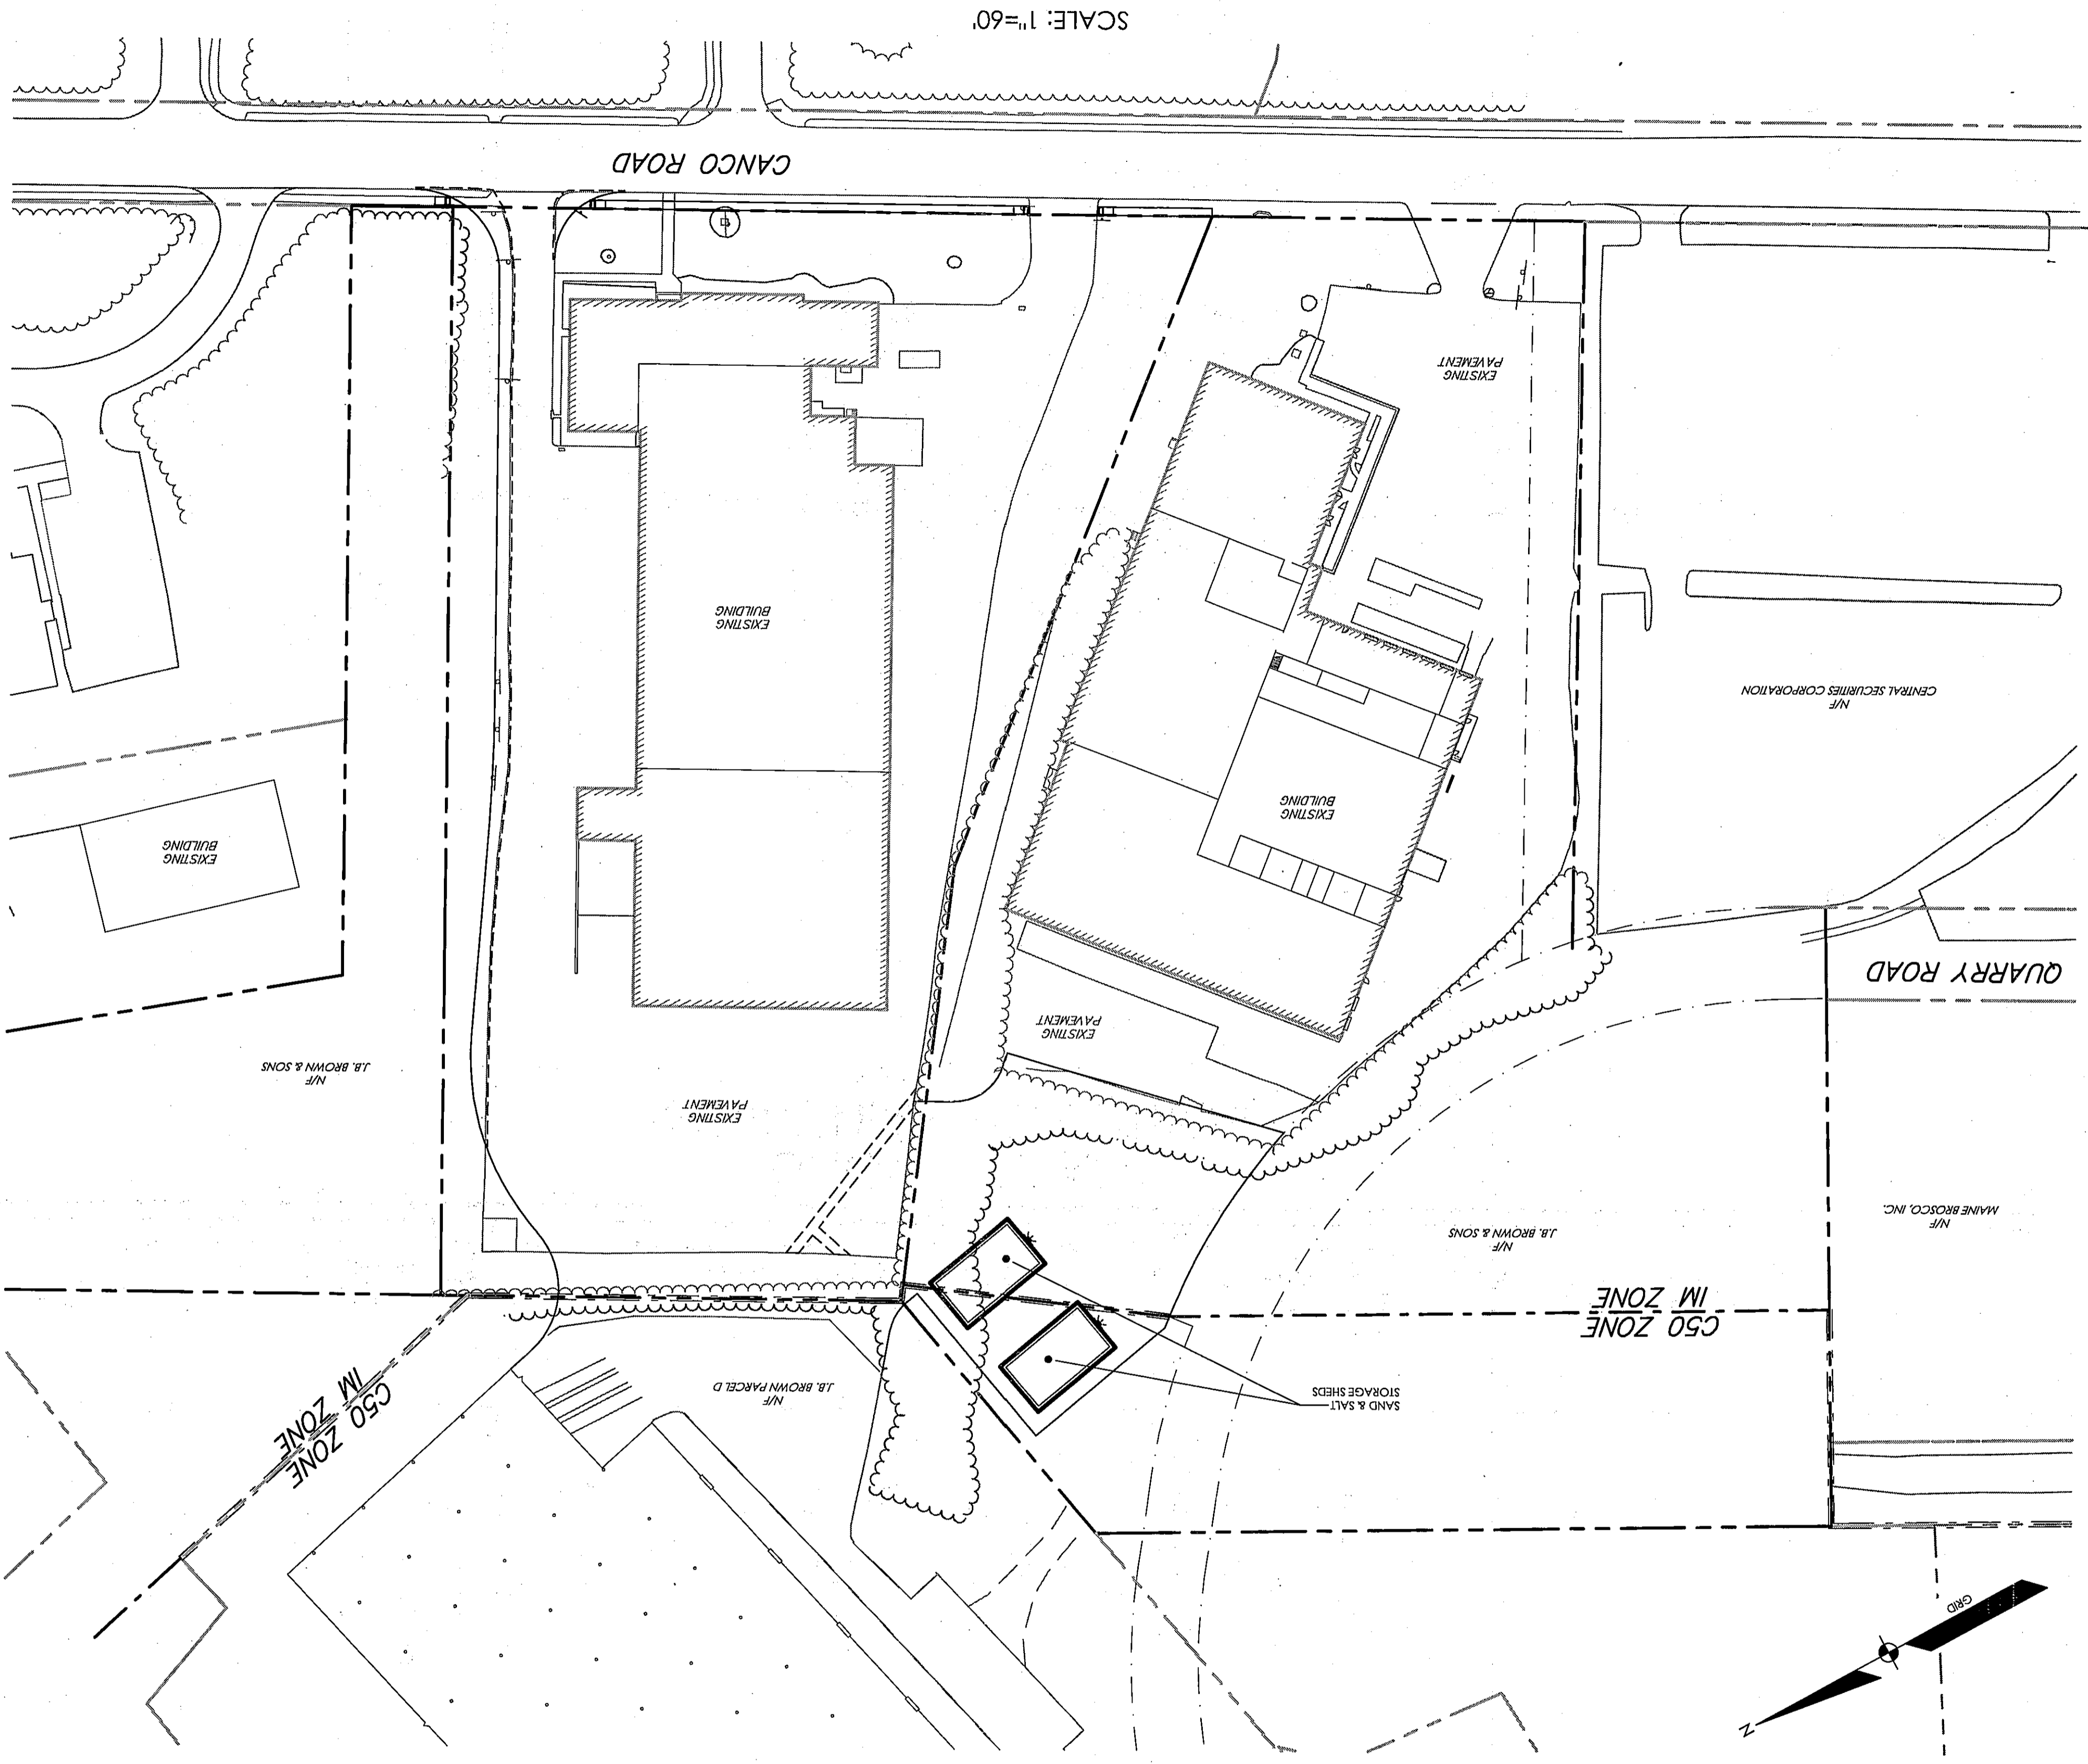 N
GRID
C50 ZONE
IM ZONE
SAND & SALT
STORAGE SHEDS
N/F
J.B. BROWN PARCEL D
C50 ZONE
IM ZONE
N/F
MAINE BROSCO, INC.
N/F
J.B. BROWN & SONS
EXISTING
PAVEMENT
N/F
J.B. BROWN & SONS
QUARRY ROAD
EXISTING
PAVEMENT
EXISTING
BUILDING
EXISTING
BUILDING
N/F
CENTRAL SECURITIES CORPORATION
EXISTING
BUILDING
EXISTING
PAVEMENT
CANCO ROAD
SCALE: 1"=60'